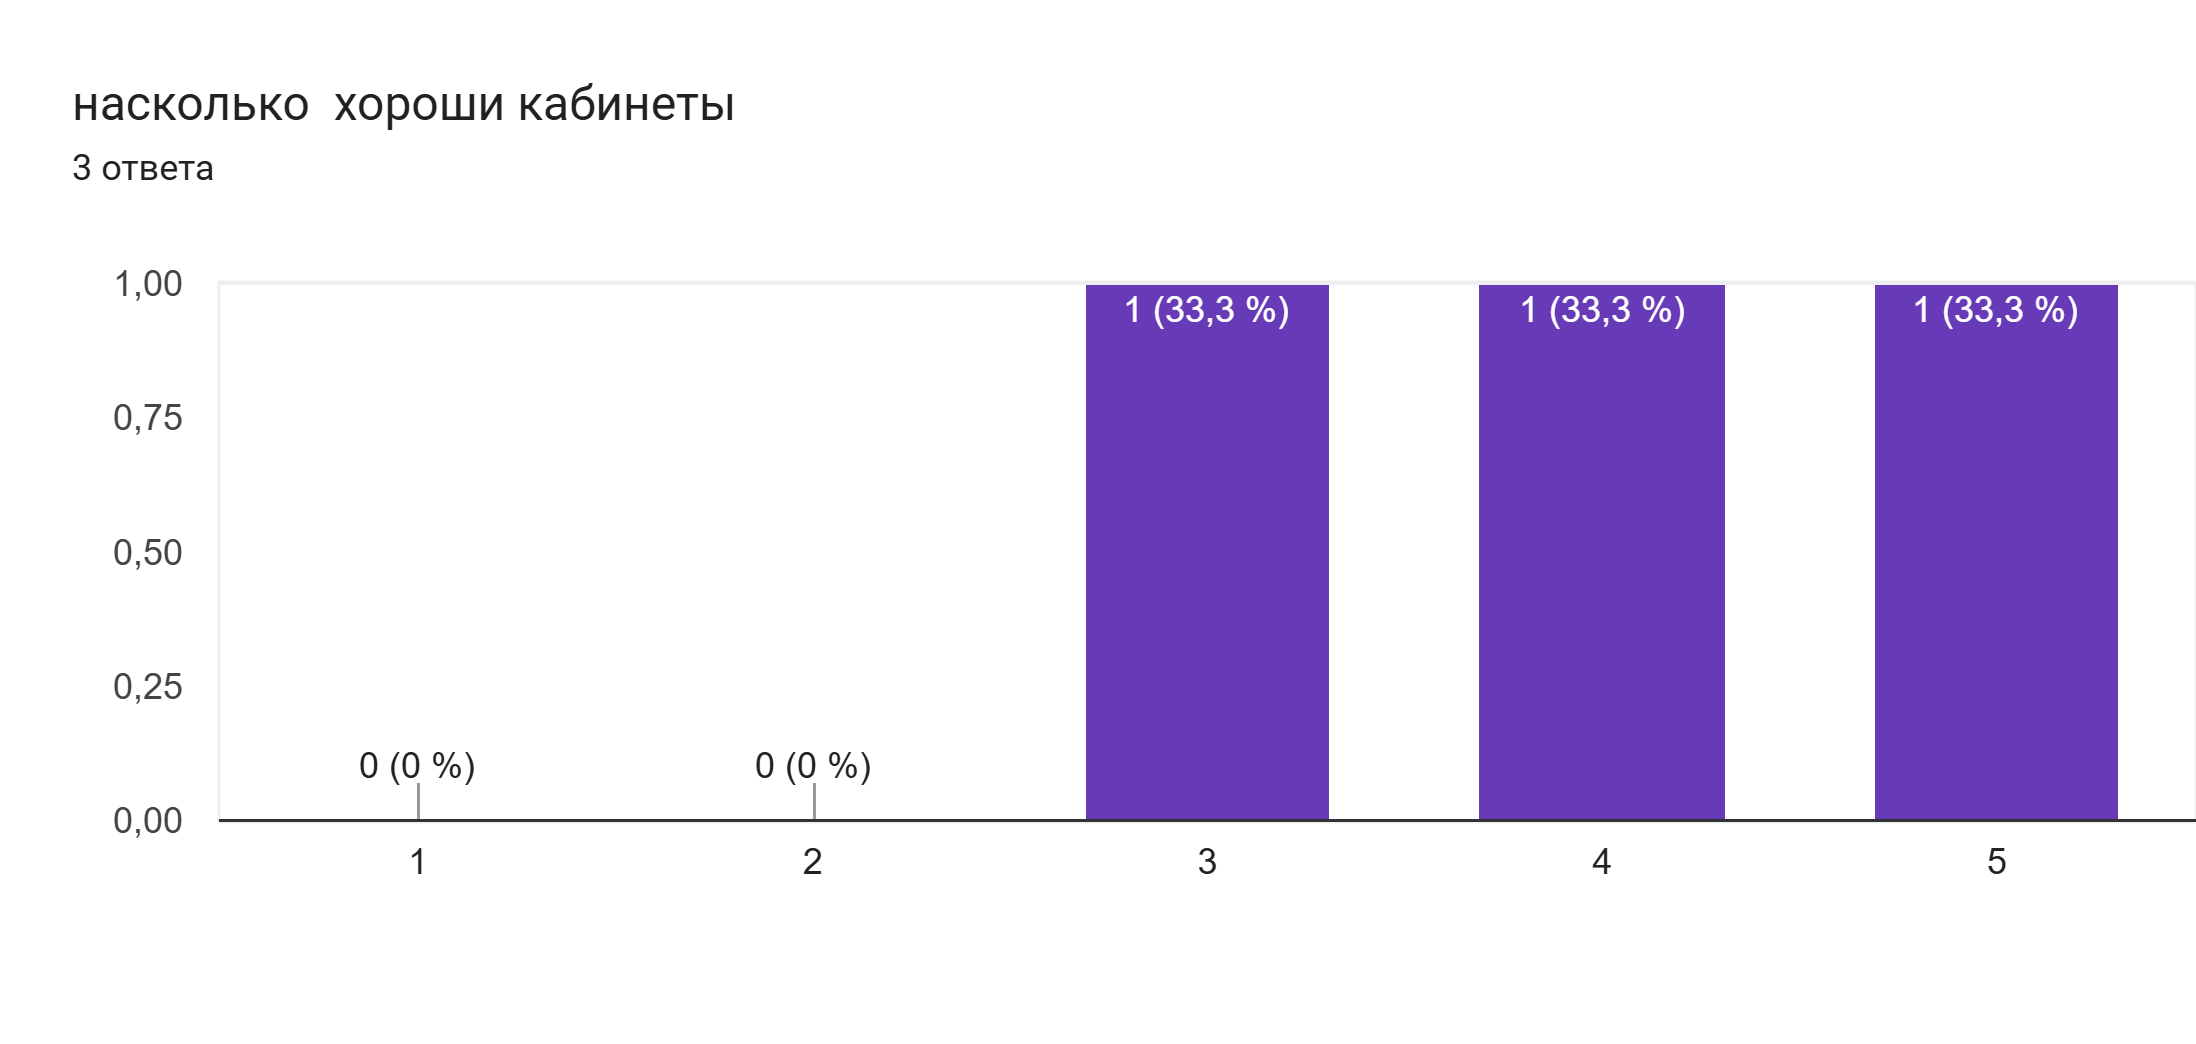 насколько  хороши кабинеты
3 ответа
1,00
0,75
0,50
0,25
0,00
0 (0 %)
0 (0 %)
1 (33,3 %)
1 (33,3 %)
1 (33,3 %)
1
2
3
4
5